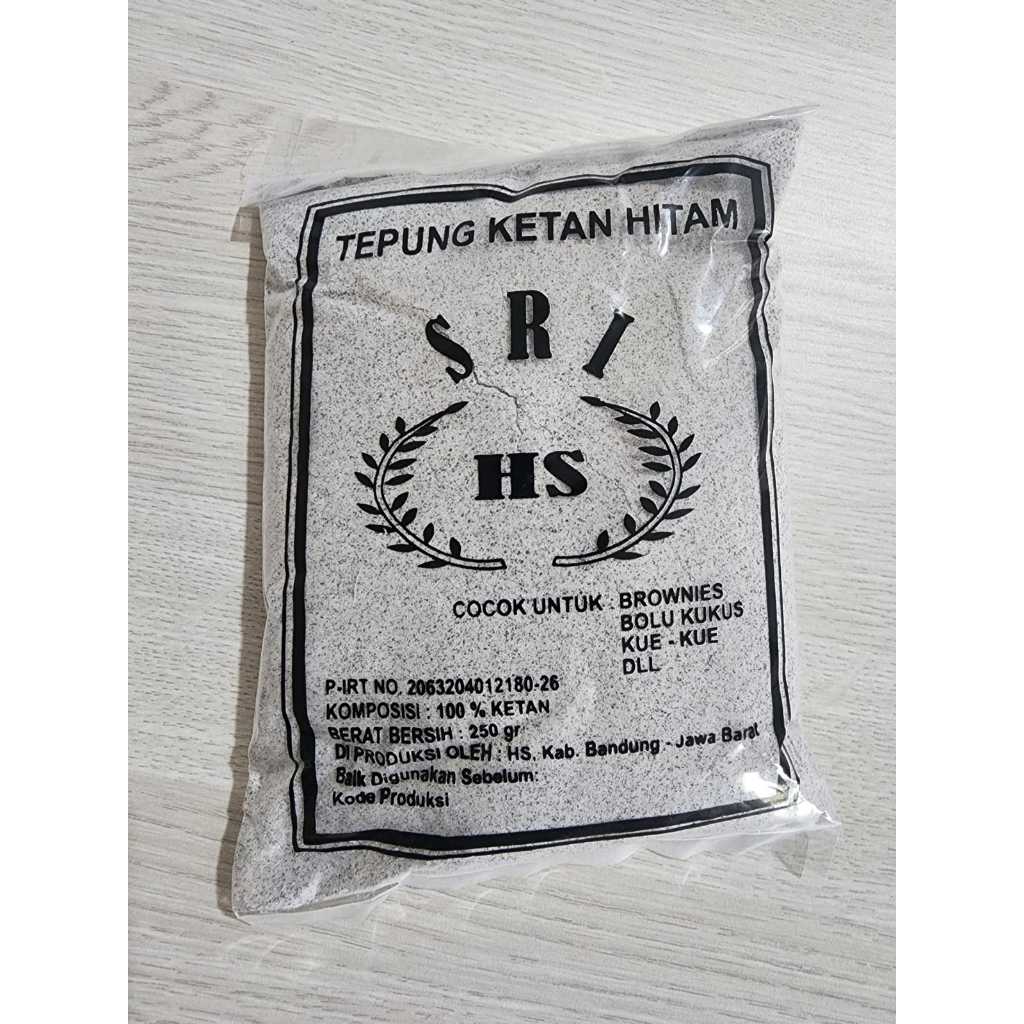 TEPUNG KETAN HITAM
SRI
HS
COCOK UNTUK : BROWNIES
BOLU KUKUS
KUE - KUE
DLL
P-IRT NO. 2063204012180-26
KOMPOSISI : 100 % KETAN
BERAT BERSIH : 250 gr
DI PRODUKSI OLEH : HS, Kab. Bandung - Jawa Barat
Baik Digunakan Sebelum:
Kode Produksi